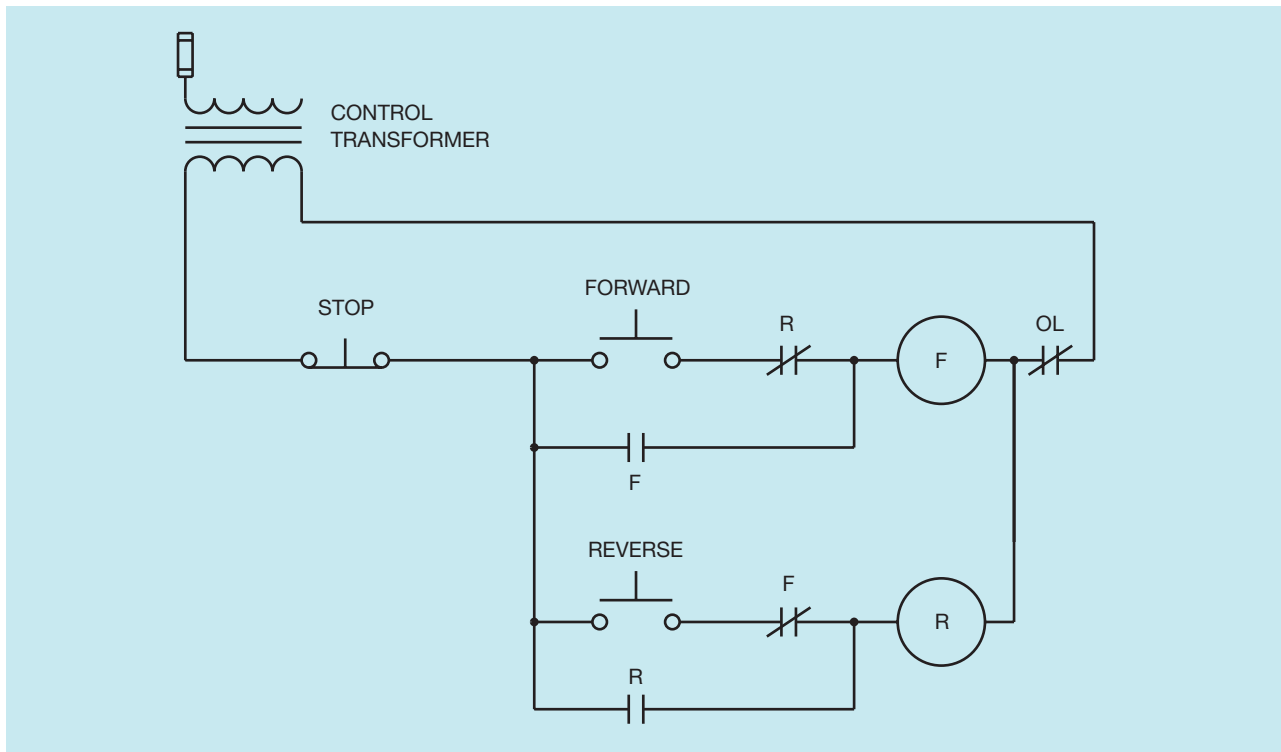 CONTROL
TRANSFORMER
FORWARD
STOP
R
OL
F
F
REVERSE
F
R
R